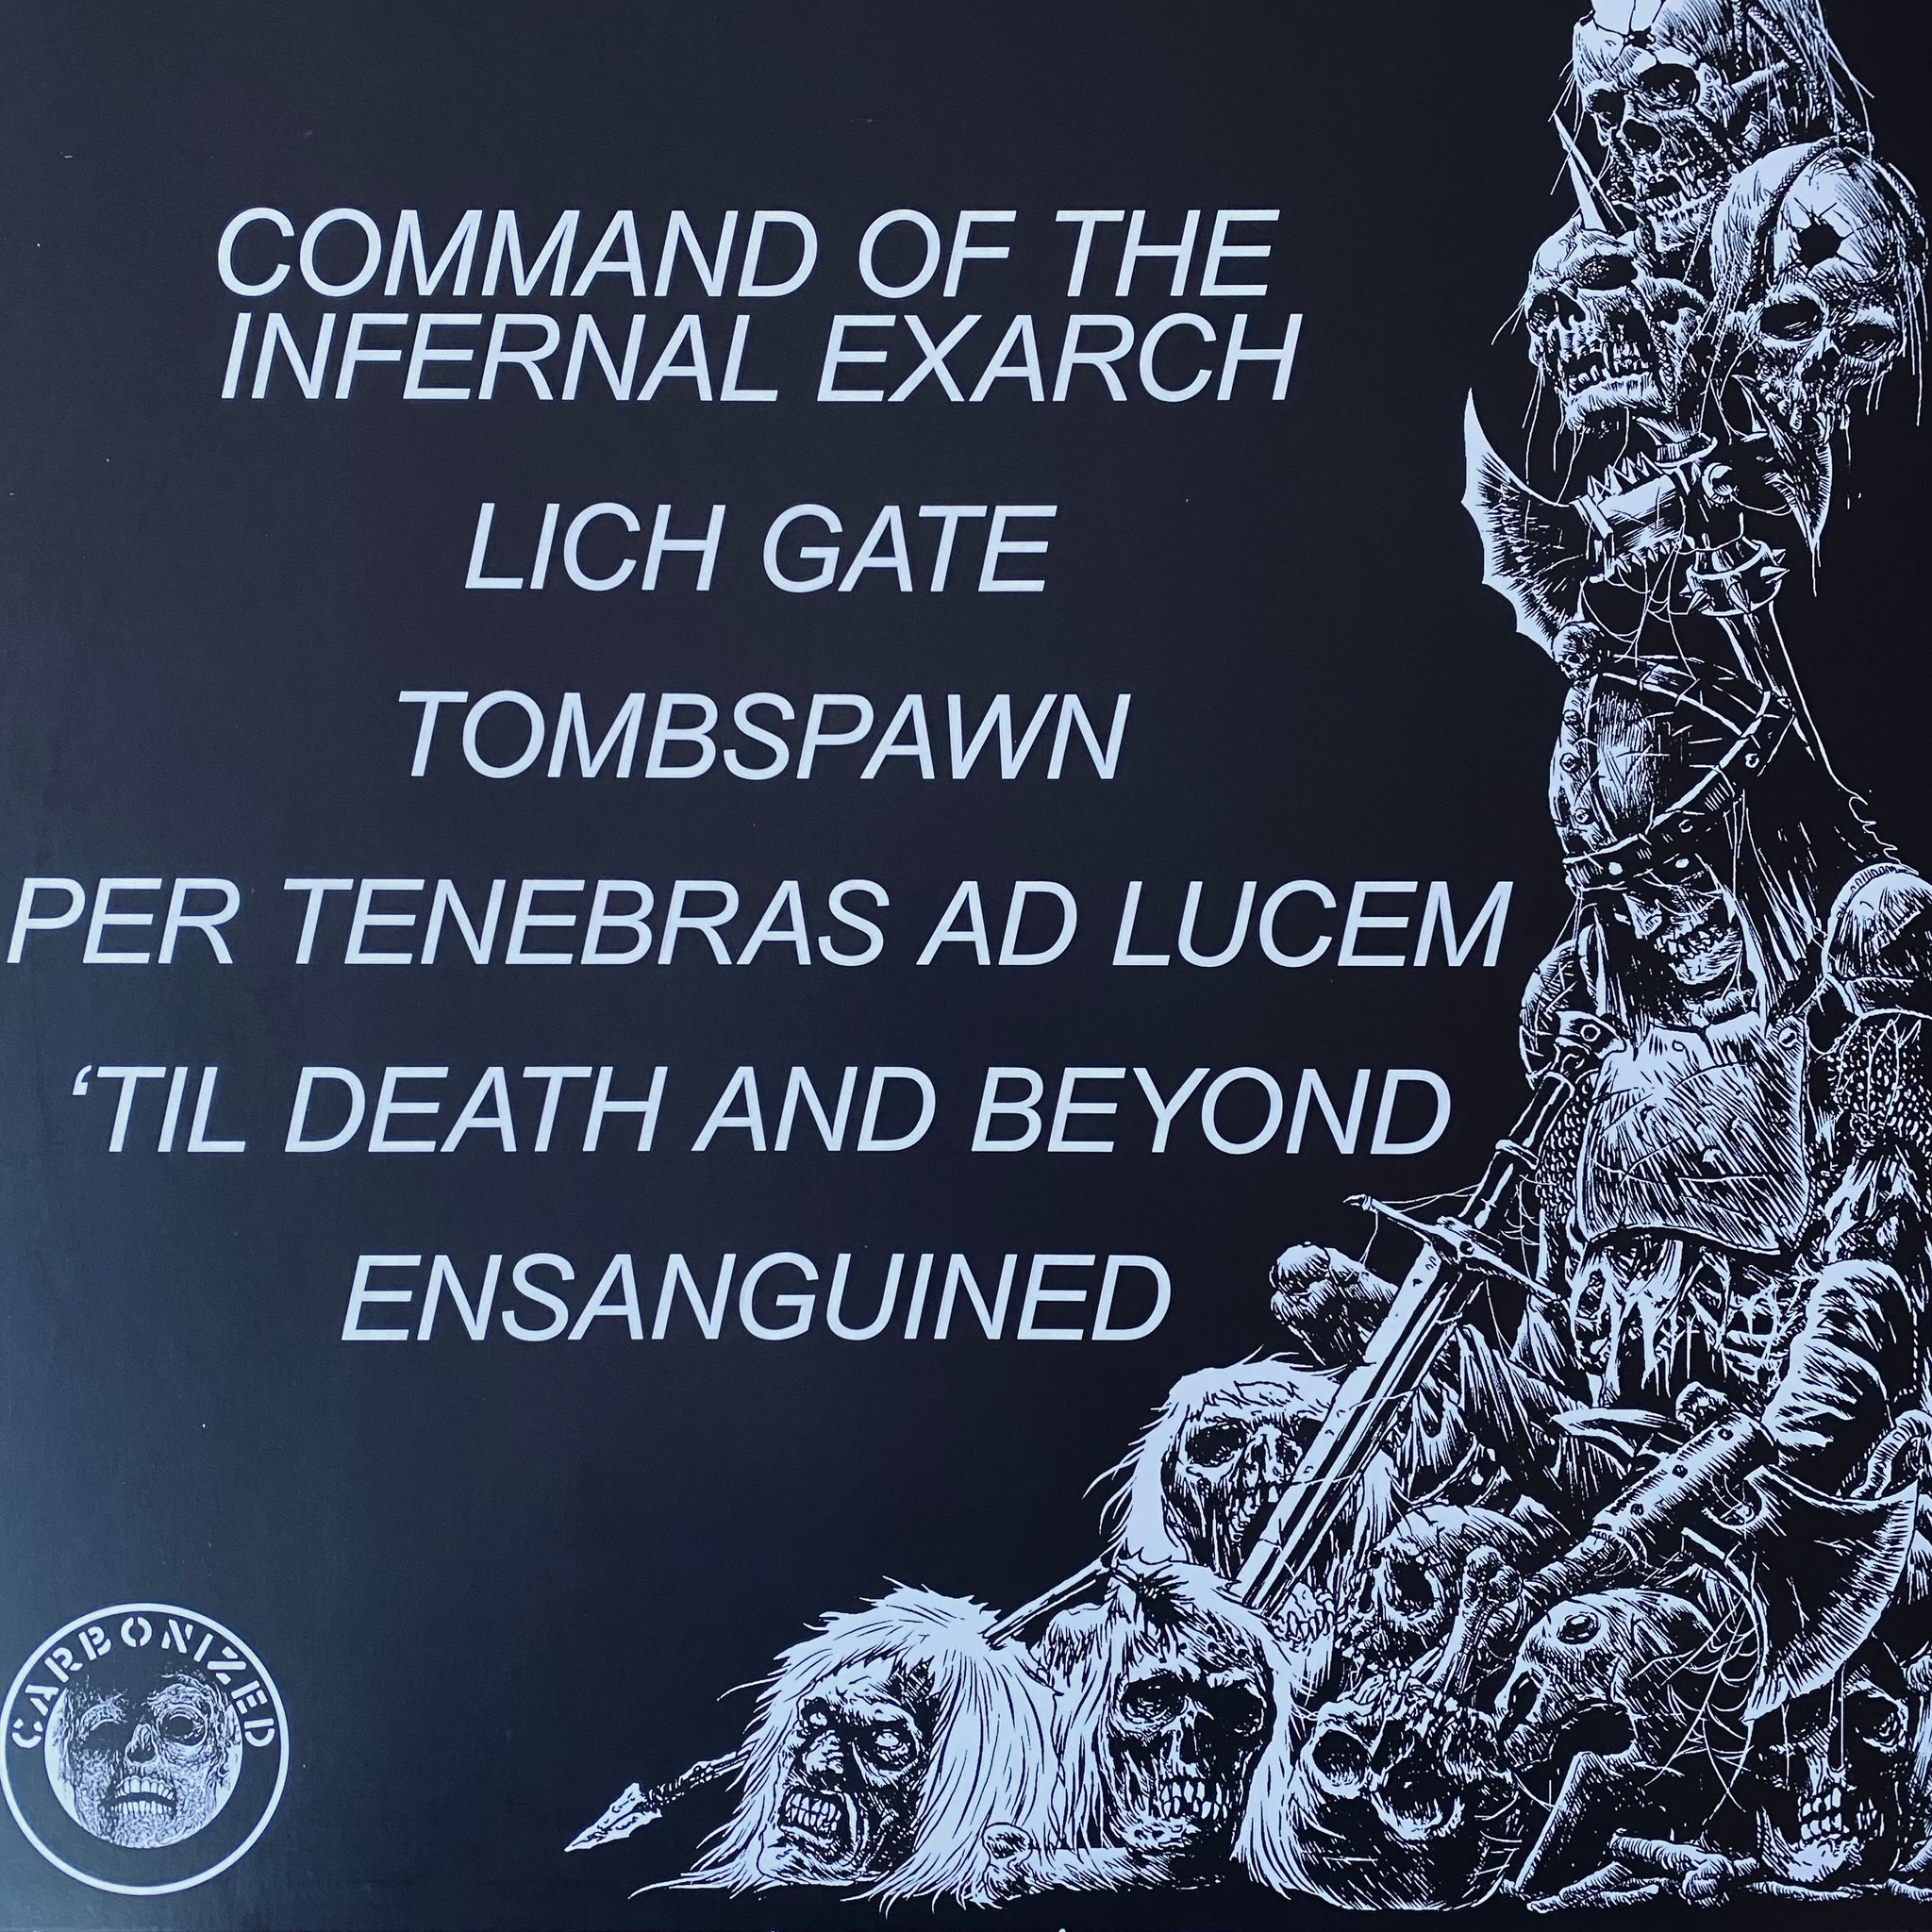 COMMAND OF THE
INFERNAL EXARCH
LICH GATE
TOMBSPAWN
PER TENEBRAS AD LUCEM
‘TIL DEATH AND BEYOND
ENSANGUINED
CARBONIZED